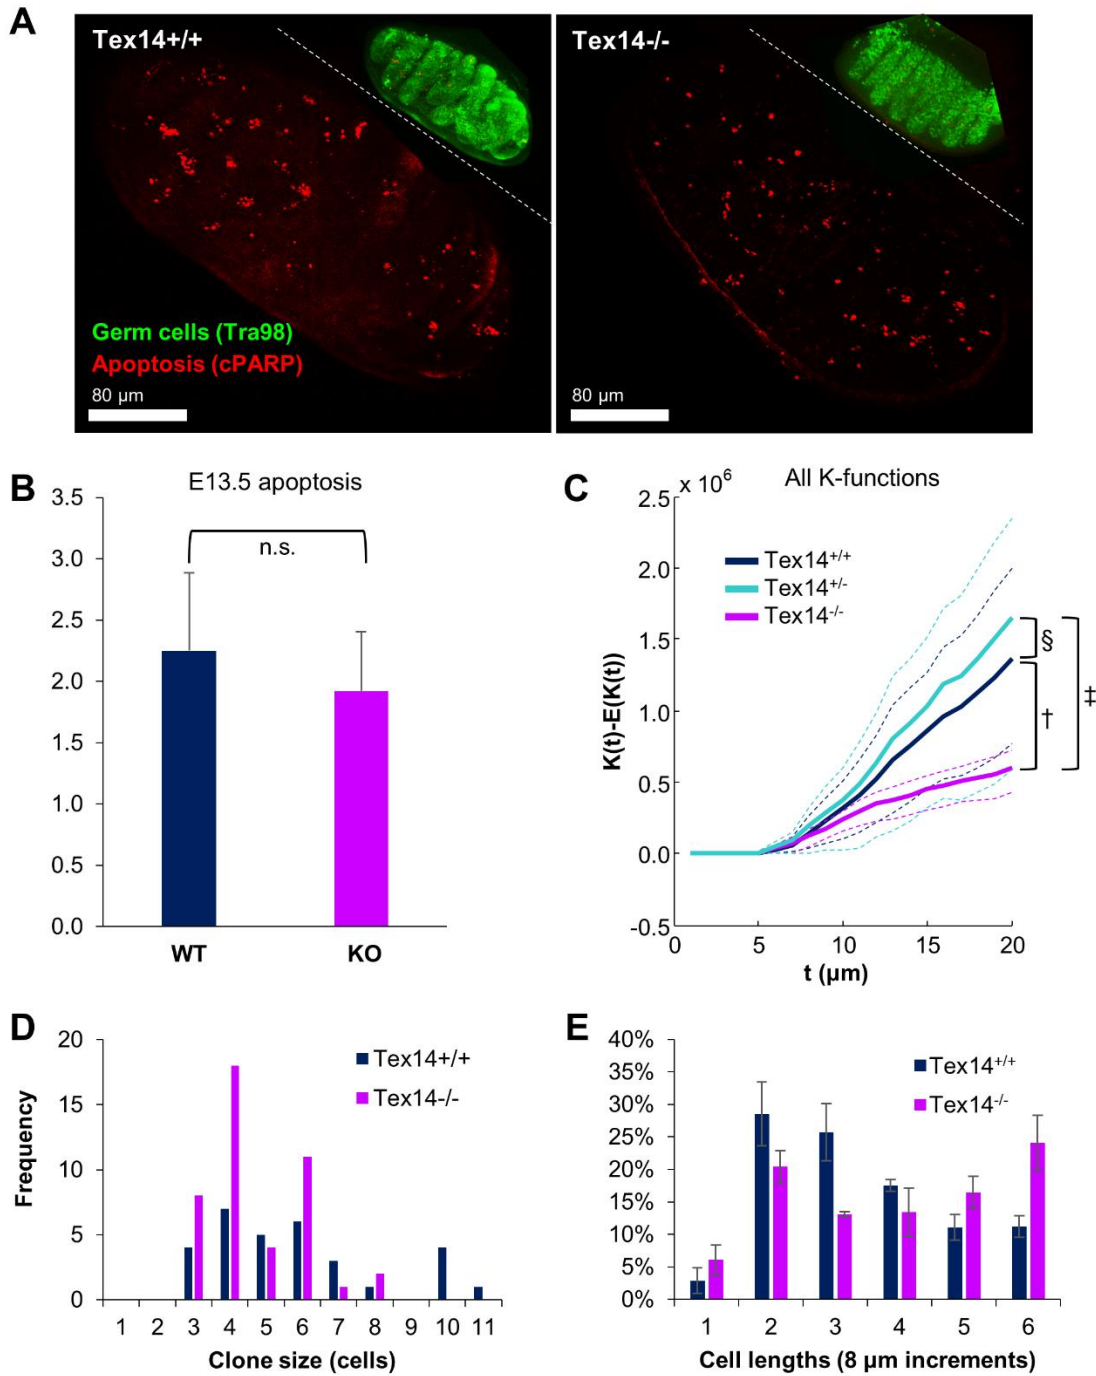 A
Tex14+/+
Tex14-/-
Germ cells (Tra98)
Apoptosis (cPARP)
80 µm
80 µm
B
E13.5 apoptosis
3.5
3.0
2.5
2.0
1.5
1.0
0.5
0.0
n.s.
WT
KO
C
All K-functions
x 10⁶
2.5
2.0
1.5
1.0
0.5
0.0
-0.5
K(t)-E(K(t))
Tex14⁺/⁺
Tex14⁺/⁻
Tex14⁻/⁻
§
†
‡
0
5
10
15
20
t (µm)
D
20
15
10
5
0
Frequency
Tex14+/+
Tex14-/-
1 2 3 4 5 6 7 8 9 10 11
Clone size (cells)
E
40%
35%
30%
25%
20%
15%
10%
5%
0%
Tex14⁺/⁺
Tex14⁻/⁻
1 2 3 4 5 6
Cell lengths (8 µm increments)